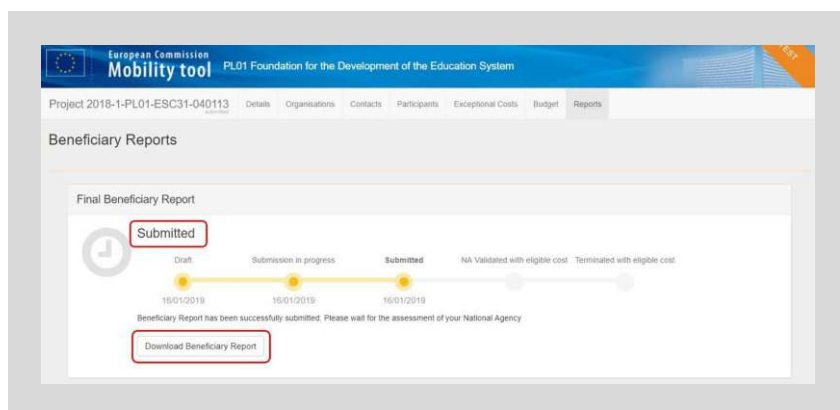 European Commission
Mobility tool PL01 Foundation for the Development of the Education System
TEST
Project 2018-1-PL01-ESC31-040113 Details Organisations Contacts Participants Exceptional Costs Budget Reports
submitted
Beneficiary Reports
Final Beneficiary Report
Submitted
Draft Submission in progress Submitted NA Validated with eligible cost Terminated with eligible cost
16/01/2019 16/01/2019 16/01/2019
Beneficiary Report has been successfully submitted. Please wait for the assessment of your National Agency
Download Beneficiary Report